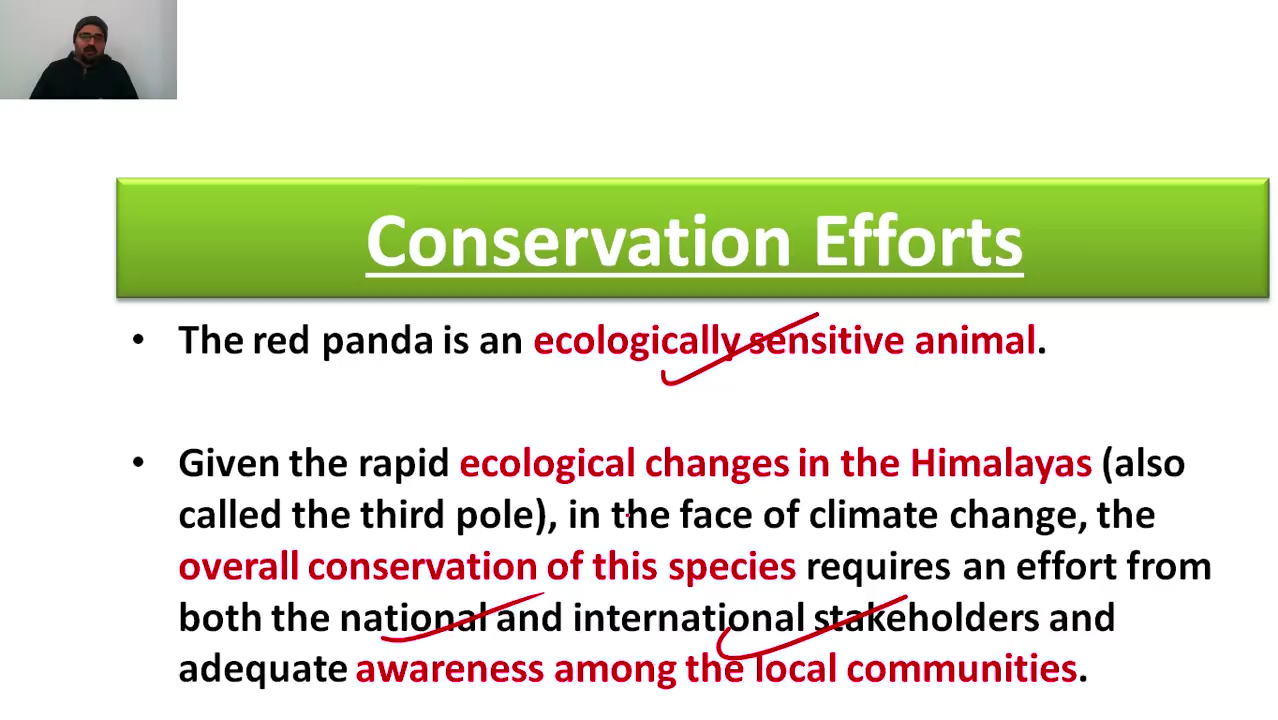 Conservation Efforts
• The red panda is an ecologically sensitive animal.
• Given the rapid ecological changes in the Himalayas (also
called the third pole), in the face of climate change, the
overall conservation of this species requires an effort from
both the national and international stakeholders and
adequate awareness among the local communities.